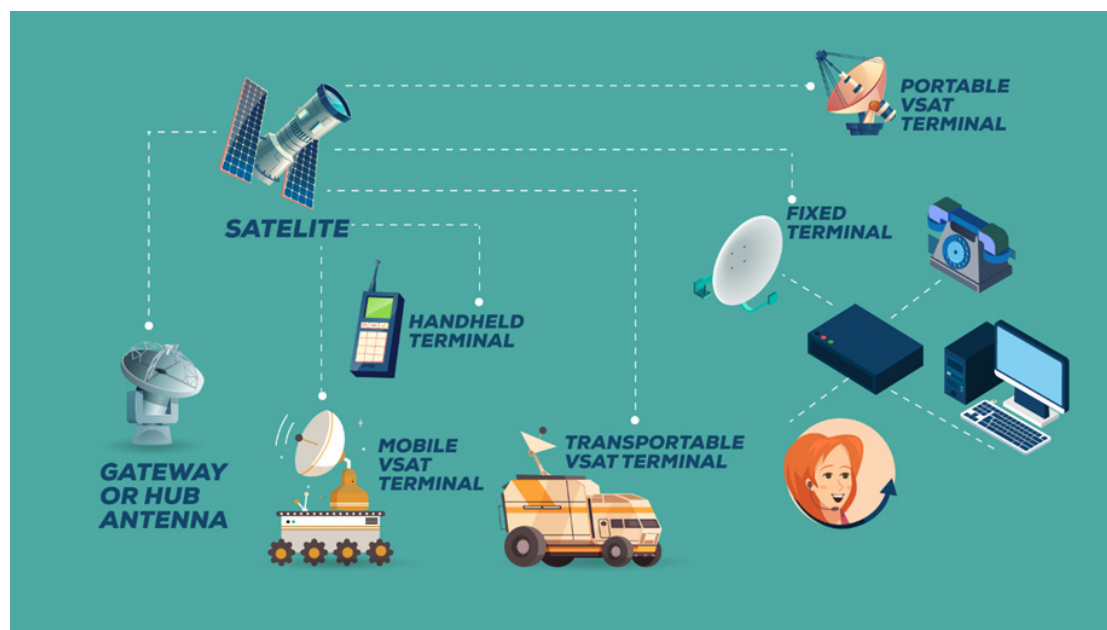 PORTABLE
VSAT
TERMINAL
SATELITE
FIXED
TERMINAL
HANDHELD
TERMINAL
GATEWAY
OR HUB
ANTENNA
MOBILE
VSAT
TERMINAL
TRANSPORTABLE
VSAT TERMINAL